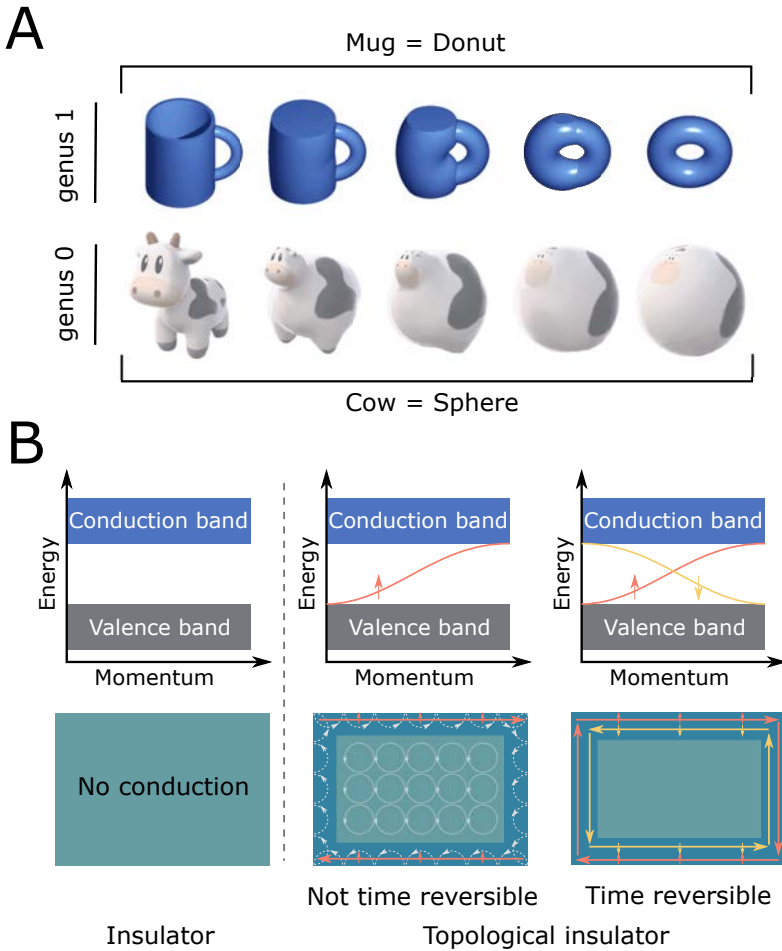 A
Mug = Donut
genus 1
genus 0
Cow = Sphere
B
Energy
Conduction band
Valence band
Momentum
Energy
Conduction band
Valence band
Momentum
Energy
Conduction band
Valence band
Momentum
No conduction
Not time reversible
Time reversible
Insulator
Topological insulator